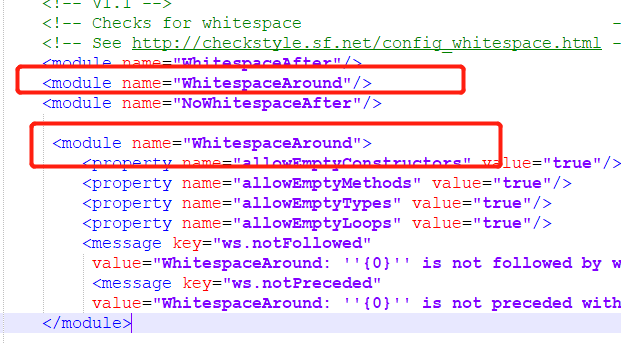 <!-- v1.1 -->
<!-- Checks for whitespace -
<!-- See http://checkstyle.sf.net/config_whitespace.html -
<module name="WhitespaceAfter"/>
<module name="WhitespaceAround"/>
<module name="NoWhitespaceAfter"/>
<module name="WhitespaceAround">
<property name="allowEmptyConstructors" value="true"/>
<property name="allowEmptyMethods" value="true"/>
<property name="allowEmptyTypes" value="true"/>
<property name="allowEmptyLoops" value="true"/>
<message key="ws.notFollowed"
value="WhitespaceAround: ''{0}'' is not followed by w
<message key="ws.notPreceded"
value="WhitespaceAround: ''{0}'' is not preceded with
</module>